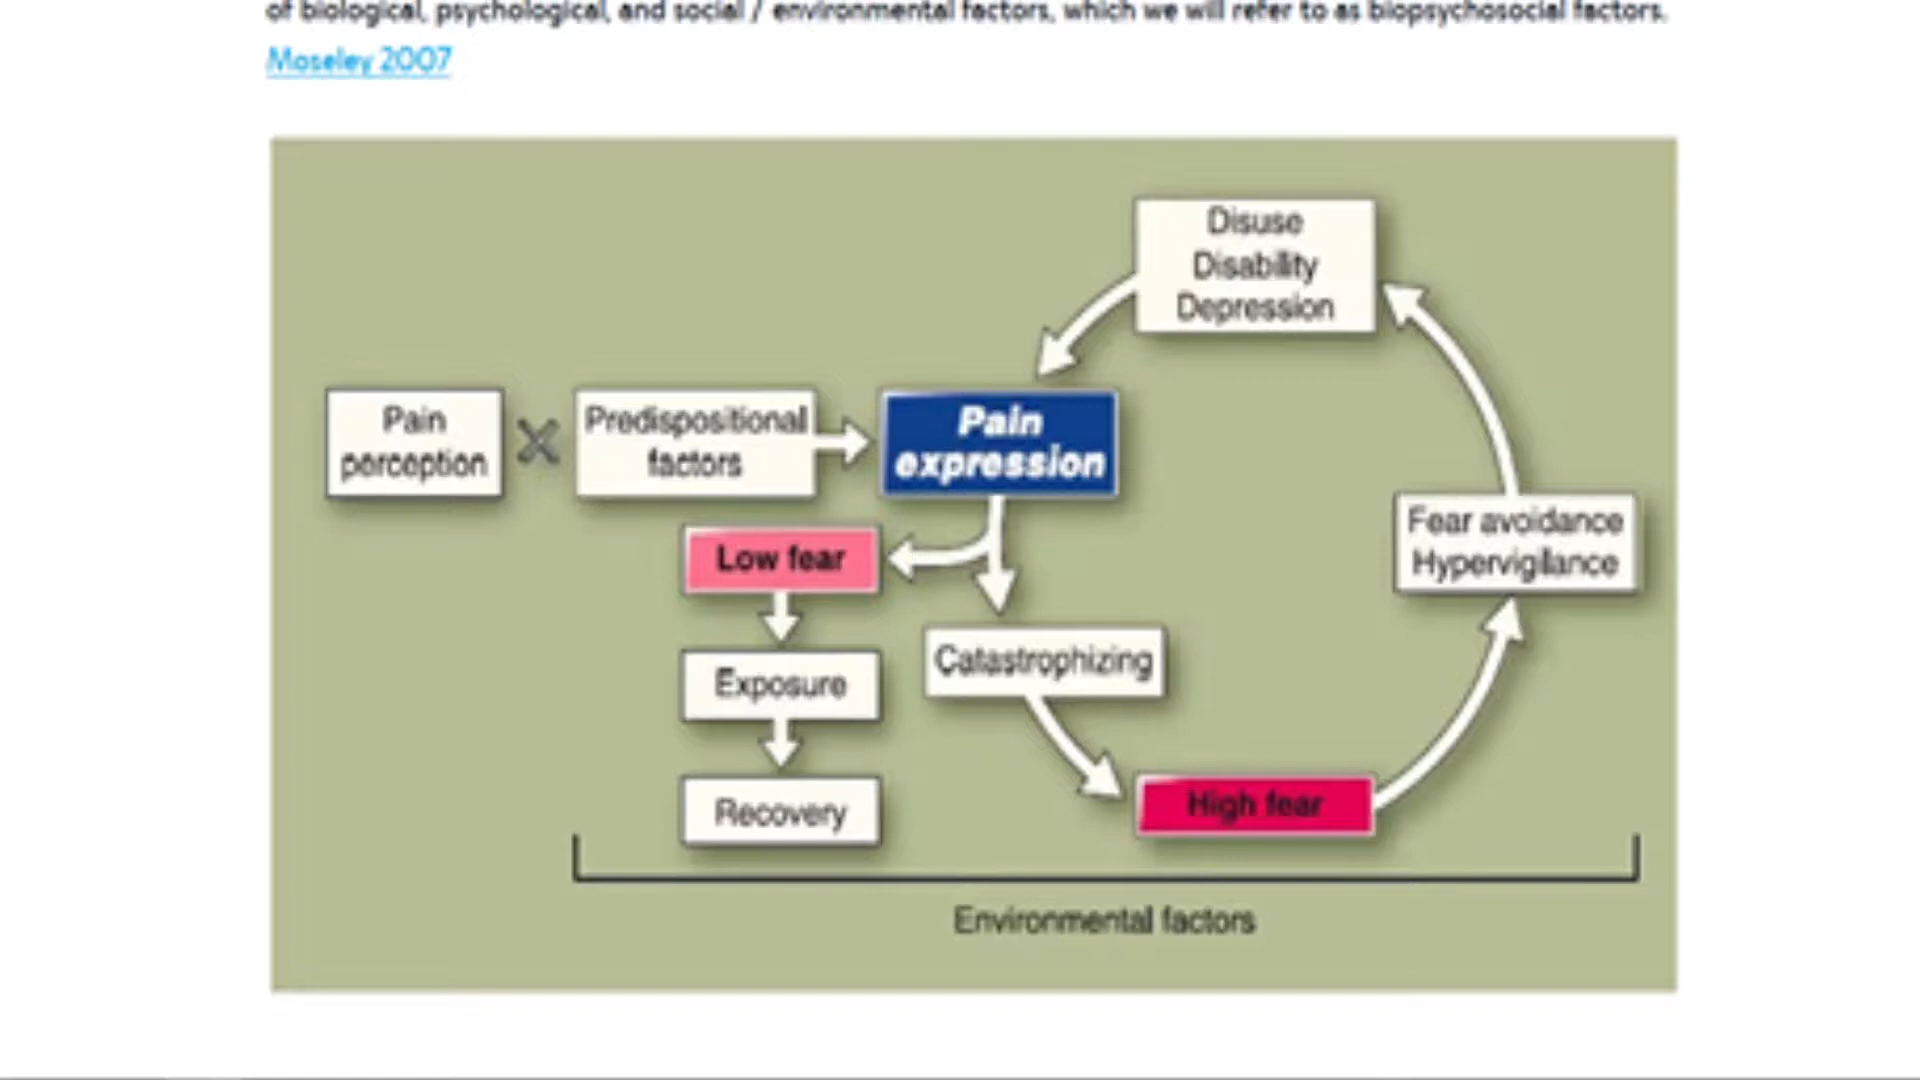 of biological, psychological, and social / environmental factors, which we will refer to as biopsychosocial factors.
Moseley 2007
Disuse
Disability
Depression
Pain
perception
X
Predispositional
factors
Pain
expression
Low fear
Fear avoidance
Hypervigilance
Exposure
Catastrophizing
Recovery
High fear
Environmental factors